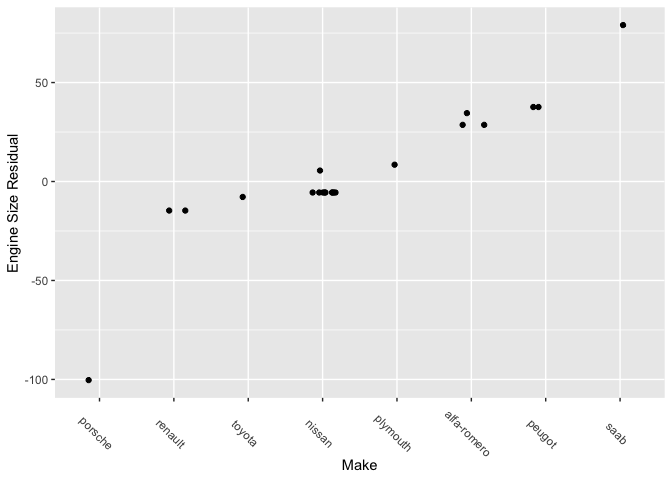 Engine Size Residual
50
0
-50
-100
porsche
renault
toyota
nissan
plymouth
alfa-romero
peugot
saab
Make